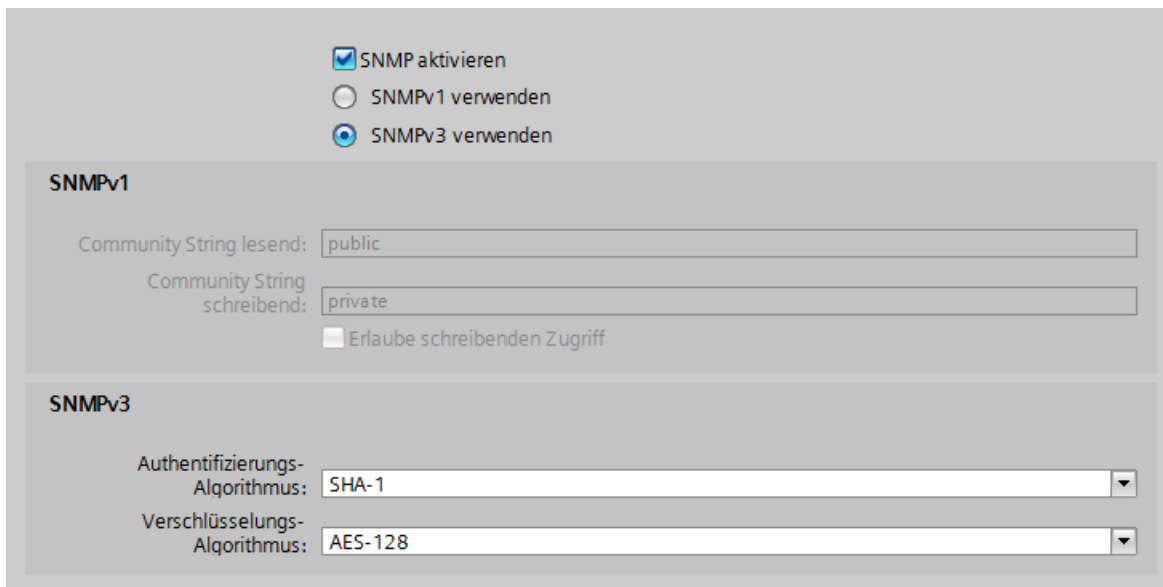 SNMP aktivieren
SNMPv1 verwenden
SNMPv3 verwenden
SNMPv1
Community String lesend: public
Community String
schreibend: private
Erlaube schreibenden Zugriff
SNMPv3
Authentifizierungs-
Algorithmus: SHA-1
Verschlüsselungs-
Algorithmus: AES-128